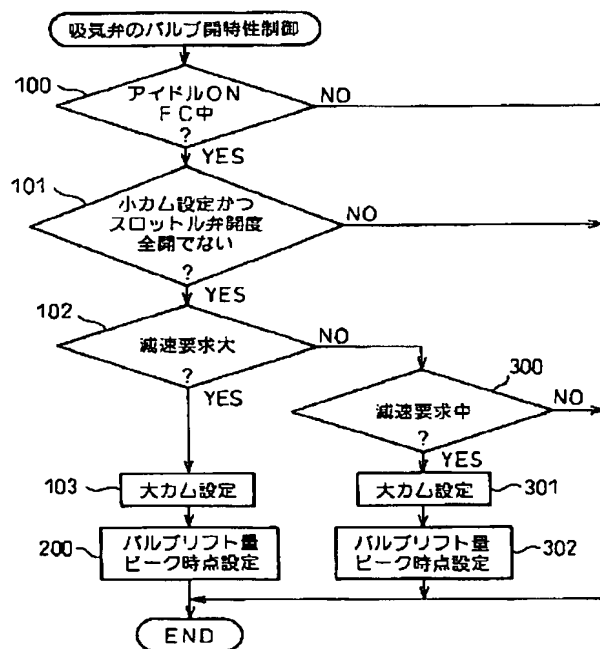 吸気弁のバルブ開特性制御
100
アイドルON
FC中
?
NO
YES
101
小カム設定かつ
スロットル弁開度
全開でない
?
NO
YES
102
減速要求大
?
NO
YES
300
減速要求中
?
NO
YES
103
大カム設定
大カム設定
301
200
バルブリフト量
ピーク時点設定
バルブリフト量
ピーク時点設定
302
END